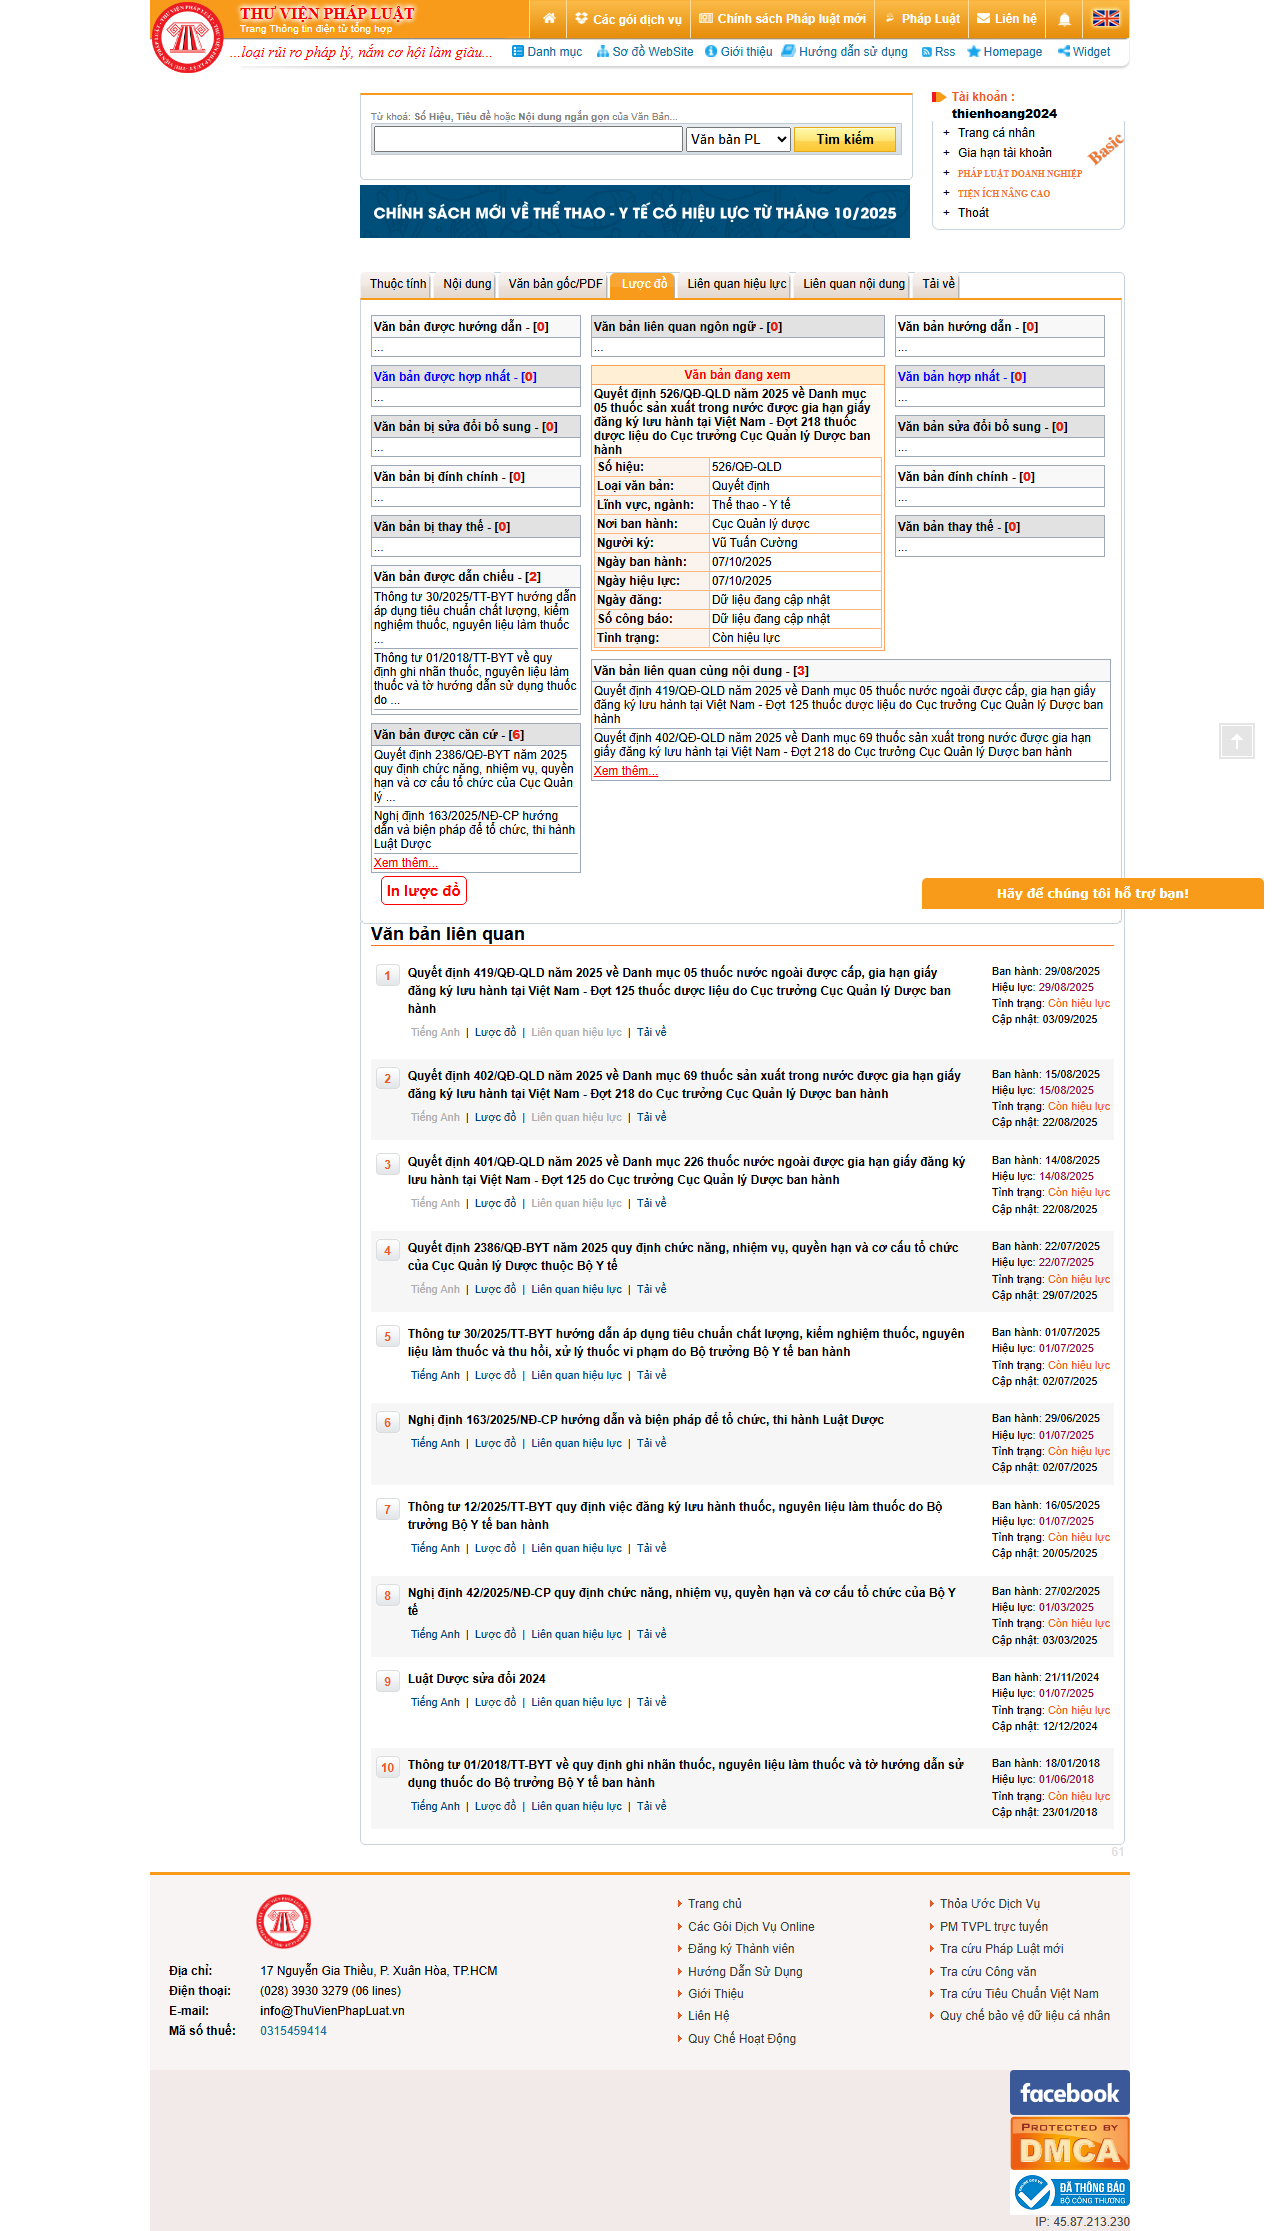 THƯ VIỆN PHÁP LUẬT
Trang Thông tin điện tử tổng hợp
Các gói dịch vụ
Chính sách Pháp luật mới
Pháp Luật
Liên hệ
...loại rủi ro pháp lý, nắm cơ hội làm giàu...
Danh mục
Sơ đồ WebSite
Giới thiệu
Hướng dẫn sử dụng
Rss
Homepage
Widget
Từ khoá: Số Hiệu, Tiêu đề hoặc Nội dung ngắn gọn của Văn Bản...
Văn bản PL
Tìm kiếm
Tài khoản :
thienhoang2024
+ Trang cá nhân
+ Gia hạn tài khoản
+ PHÁP LUẬT DOANH NGHIỆP
+ TIỆN ÍCH NÂNG CAO
+ Thoát
Basic
CHÍNH SÁCH MỚI VỀ THỂ THAO - Y TẾ CÓ HIỆU LỰC TỪ THÁNG 10/2025
Thuộc tính
Nội dung
Văn bản gốc/PDF
Lược đồ
Liên quan hiệu lực
Liên quan nội dung
Tải về
Văn bản được hướng dẫn - [0]
...
Văn bản được hợp nhất - [0]
...
Văn bản bị sửa đổi bổ sung - [0]
...
Văn bản bị đính chính - [0]
...
Văn bản bị thay thế - [0]
...
Văn bản được dẫn chiếu - [2]
Thông tư 30/2025/TT-BYT hướng dẫn
áp dụng tiêu chuẩn chất lượng, kiểm
nghiệm thuốc, nguyên liệu làm thuốc
...
Thông tư 01/2018/TT-BYT về quy
định ghi nhãn thuốc, nguyên liệu làm
thuốc và tờ hướng dẫn sử dụng thuốc
do ...
Văn bản được căn cứ - [6]
Quyết định 2386/QĐ-BYT năm 2025
quy định chức năng, nhiệm vụ, quyền
hạn và cơ cấu tổ chức của Cục Quản
lý ...
Nghị định 163/2025/NĐ-CP hướng
dẫn và biện pháp để tổ chức, thi hành
Luật Dược
Xem thêm...
In lược đồ
Văn bản liên quan ngôn ngữ - [0]
...
Văn bản đang xem
Quyết định 526/QĐ-QLD năm 2025 về Danh mục
05 thuốc sản xuất trong nước được gia hạn giấy
đăng ký lưu hành tại Việt Nam - Đợt 218 thuốc
dược liệu do Cục trưởng Cục Quản lý Dược ban
hành
Số hiệu: 526/QĐ-QLD
Loại văn bản: Quyết định
Lĩnh vực, ngành: Thể thao - Y tế
Nơi ban hành: Cục Quản lý dược
Người ký: Vũ Tuấn Cường
Ngày ban hành: 07/10/2025
Ngày hiệu lực: 07/10/2025
Ngày đăng: Dữ liệu đang cập nhật
Số công báo: Dữ liệu đang cập nhật
Tình trạng: Còn hiệu lực
Văn bản hướng dẫn - [0]
...
Văn bản hợp nhất - [0]
...
Văn bản sửa đổi bổ sung - [0]
...
Văn bản đính chính - [0]
...
Văn bản thay thế - [0]
...
Văn bản liên quan cùng nội dung - [3]
Quyết định 419/QĐ-QLD năm 2025 về Danh mục 05 thuốc nước ngoài được cấp, gia hạn giấy
đăng ký lưu hành tại Việt Nam - Đợt 125 thuốc dược liệu do Cục trưởng Cục Quản lý Dược ban
hành
Quyết định 402/QĐ-QLD năm 2025 về Danh mục 69 thuốc sản xuất trong nước được gia hạn
giấy đăng ký lưu hành tại Việt Nam - Đợt 218 do Cục trưởng Cục Quản lý Dược ban hành
Xem thêm...
Hãy để chúng tôi hỗ trợ bạn!
Văn bản liên quan
1
Quyết định 419/QĐ-QLD năm 2025 về Danh mục 05 thuốc nước ngoài được cấp, gia hạn giấy
đăng ký lưu hành tại Việt Nam - Đợt 125 thuốc dược liệu do Cục trưởng Cục Quản lý Dược ban
hành
Tiếng Anh | Lược đồ | Liên quan hiệu lực | Tải về
Ban hành: 29/08/2025
Hiệu lực: 29/08/2025
Tình trạng: Còn hiệu lực
Cập nhật: 03/09/2025
2
Quyết định 402/QĐ-QLD năm 2025 về Danh mục 69 thuốc sản xuất trong nước được gia hạn giấy
đăng ký lưu hành tại Việt Nam - Đợt 218 do Cục trưởng Cục Quản lý Dược ban hành
Tiếng Anh | Lược đồ | Liên quan hiệu lực | Tải về
Ban hành: 15/08/2025
Hiệu lực: 15/08/2025
Tình trạng: Còn hiệu lực
Cập nhật: 22/08/2025
3
Quyết định 401/QĐ-QLD năm 2025 về Danh mục 226 thuốc nước ngoài được gia hạn giấy đăng ký
lưu hành tại Việt Nam - Đợt 125 do Cục trưởng Cục Quản lý Dược ban hành
Tiếng Anh | Lược đồ | Liên quan hiệu lực | Tải về
Ban hành: 14/08/2025
Hiệu lực: 14/08/2025
Tình trạng: Còn hiệu lực
Cập nhật: 22/08/2025
4
Quyết định 2386/QĐ-BYT năm 2025 quy định chức năng, nhiệm vụ, quyền hạn và cơ cấu tổ chức
của Cục Quản lý Dược thuộc Bộ Y tế
Tiếng Anh | Lược đồ | Liên quan hiệu lực | Tải về
Ban hành: 22/07/2025
Hiệu lực: 22/07/2025
Tình trạng: Còn hiệu lực
Cập nhật: 29/07/2025
5
Thông tư 30/2025/TT-BYT hướng dẫn áp dụng tiêu chuẩn chất lượng, kiểm nghiệm thuốc, nguyên
liệu làm thuốc và thu hồi, xử lý thuốc vi phạm do Bộ trưởng Bộ Y tế ban hành
Tiếng Anh | Lược đồ | Liên quan hiệu lực | Tải về
Ban hành: 01/07/2025
Hiệu lực: 01/07/2025
Tình trạng: Còn hiệu lực
Cập nhật: 02/07/2025
6
Nghị định 163/2025/NĐ-CP hướng dẫn và biện pháp để tổ chức, thi hành Luật Dược
Tiếng Anh | Lược đồ | Liên quan hiệu lực | Tải về
Ban hành: 29/06/2025
Hiệu lực: 01/07/2025
Tình trạng: Còn hiệu lực
Cập nhật: 02/07/2025
7
Thông tư 12/2025/TT-BYT quy định việc đăng ký lưu hành thuốc, nguyên liệu làm thuốc do Bộ
trưởng Bộ Y tế ban hành
Tiếng Anh | Lược đồ | Liên quan hiệu lực | Tải về
Ban hành: 16/05/2025
Hiệu lực: 01/07/2025
Tình trạng: Còn hiệu lực
Cập nhật: 20/05/2025
8
Nghị định 42/2025/NĐ-CP quy định chức năng, nhiệm vụ, quyền hạn và cơ cấu tổ chức của Bộ Y
tế
Tiếng Anh | Lược đồ | Liên quan hiệu lực | Tải về
Ban hành: 27/02/2025
Hiệu lực: 01/03/2025
Tình trạng: Còn hiệu lực
Cập nhật: 03/03/2025
9
Luật Dược sửa đổi 2024
Tiếng Anh | Lược đồ | Liên quan hiệu lực | Tải về
Ban hành: 21/11/2024
Hiệu lực: 01/07/2025
Tình trạng: Còn hiệu lực
Cập nhật: 12/12/2024
10
Thông tư 01/2018/TT-BYT về quy định ghi nhãn thuốc, nguyên liệu làm thuốc và tờ hướng dẫn sử
dụng thuốc do Bộ trưởng Bộ Y tế ban hành
Tiếng Anh | Lược đồ | Liên quan hiệu lực | Tải về
Ban hành: 18/01/2018
Hiệu lực: 01/06/2018
Tình trạng: Còn hiệu lực
Cập nhật: 23/01/2018
61
Địa chỉ: 17 Nguyễn Gia Thiều, P. Xuân Hòa, TP.HCM
Điện thoại: (028) 3930 3279 (06 lines)
E-mail: info@ThuVienPhapLuat.vn
Mã số thuế: 0315459414
Trang chủ
Các Gói Dịch Vụ Online
Đăng ký Thành viên
Hướng Dẫn Sử Dụng
Giới Thiệu
Liên Hệ
Quy Chế Hoạt Động
Thỏa Ước Dịch Vụ
PM TVPL trực tuyến
Tra cứu Pháp Luật mới
Tra cứu Công văn
Tra cứu Tiêu Chuẩn Việt Nam
Quy chế bảo vệ dữ liệu cá nhân
facebook
PROTECTED BY
DMCA
ĐÃ THÔNG BÁO
BỘ CÔNG THƯƠNG
IP: 45.87.213.230